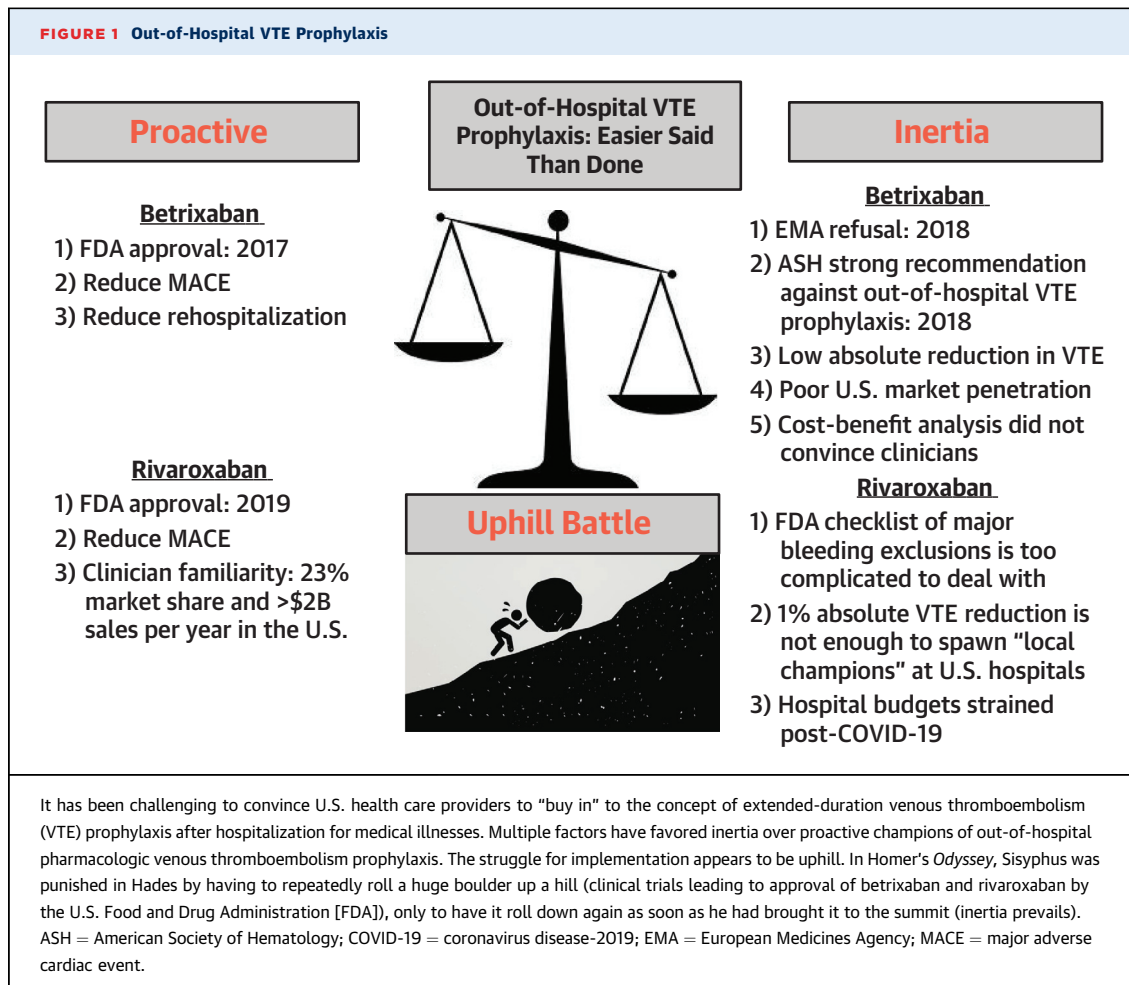 FIGURE 1 Out-of-Hospital VTE Prophylaxis
Proactive
Betrixaban
1) FDA approval: 2017
2) Reduce MACE
3) Reduce rehospitalization
Rivaroxaban
1) FDA approval: 2019
2) Reduce MACE
3) Clinician familiarity: 23%
market share and >$2B
sales per year in the U.S.
Out-of-Hospital VTE
Prophylaxis: Easier Said
Than Done
Uphill Battle
Inertia
Betrixaban
1) EMA refusal: 2018
2) ASH strong recommendation
against out-of-hospital VTE
prophylaxis: 2018
3) Low absolute reduction in VTE
4) Poor U.S. market penetration
5) Cost-benefit analysis did not
convince clinicians
Rivaroxaban
1) FDA checklist of major
bleeding exclusions is too
complicated to deal with
2) 1% absolute VTE reduction is
not enough to spawn “local
champions” at U.S. hospitals
3) Hospital budgets strained
post-COVID-19
It has been challenging to convince U.S. health care providers to “buy in” to the concept of extended-duration venous thromboembolism
(VTE) prophylaxis after hospitalization for medical illnesses. Multiple factors have favored inertia over proactive champions of out-of-hospital
pharmacologic venous thromboembolism prophylaxis. The struggle for implementation appears to be uphill. In Homer’s Odyssey, Sisyphus was
punished in Hades by having to repeatedly roll a huge boulder up a hill (clinical trials leading to approval of betrixaban and rivaroxaban by
the U.S. Food and Drug Administration [FDA]), only to have it roll down again as soon as he had brought it to the summit (inertia prevails).
ASH = American Society of Hematology; COVID-19 = coronavirus disease-2019; EMA = European Medicines Agency; MACE = major adverse
cardiac event.